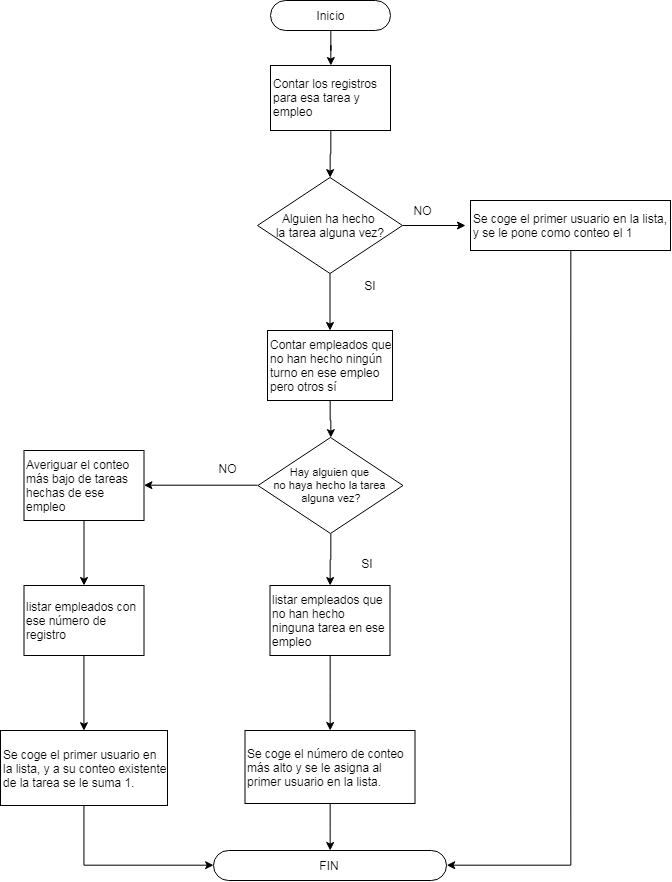 Inicio
Contar los registros
para esa tarea y
empleo
Alguien ha hecho
la tarea alguna vez?
NO
Se coge el primer usuario en la lista,
y se le pone como conteo el 1
SI
Contar empleados que
no han hecho ningún
turno en ese empleo
pero otros sí
Hay alguien que
no haya hecho la tarea
alguna vez?
NO
Averiguar el conteo
más bajo de tareas
hechas de ese
empleo
SI
listar empleados con
ese número de
registro
listar empleados que
no han hecho
ninguna tarea en ese
empleo
Se coge el primer usuario en
la lista, y a su conteo existente
de la tarea se le suma 1.
Se coge el número de conteo
más alto y se le asigna al
primer usuario en la lista.
FIN